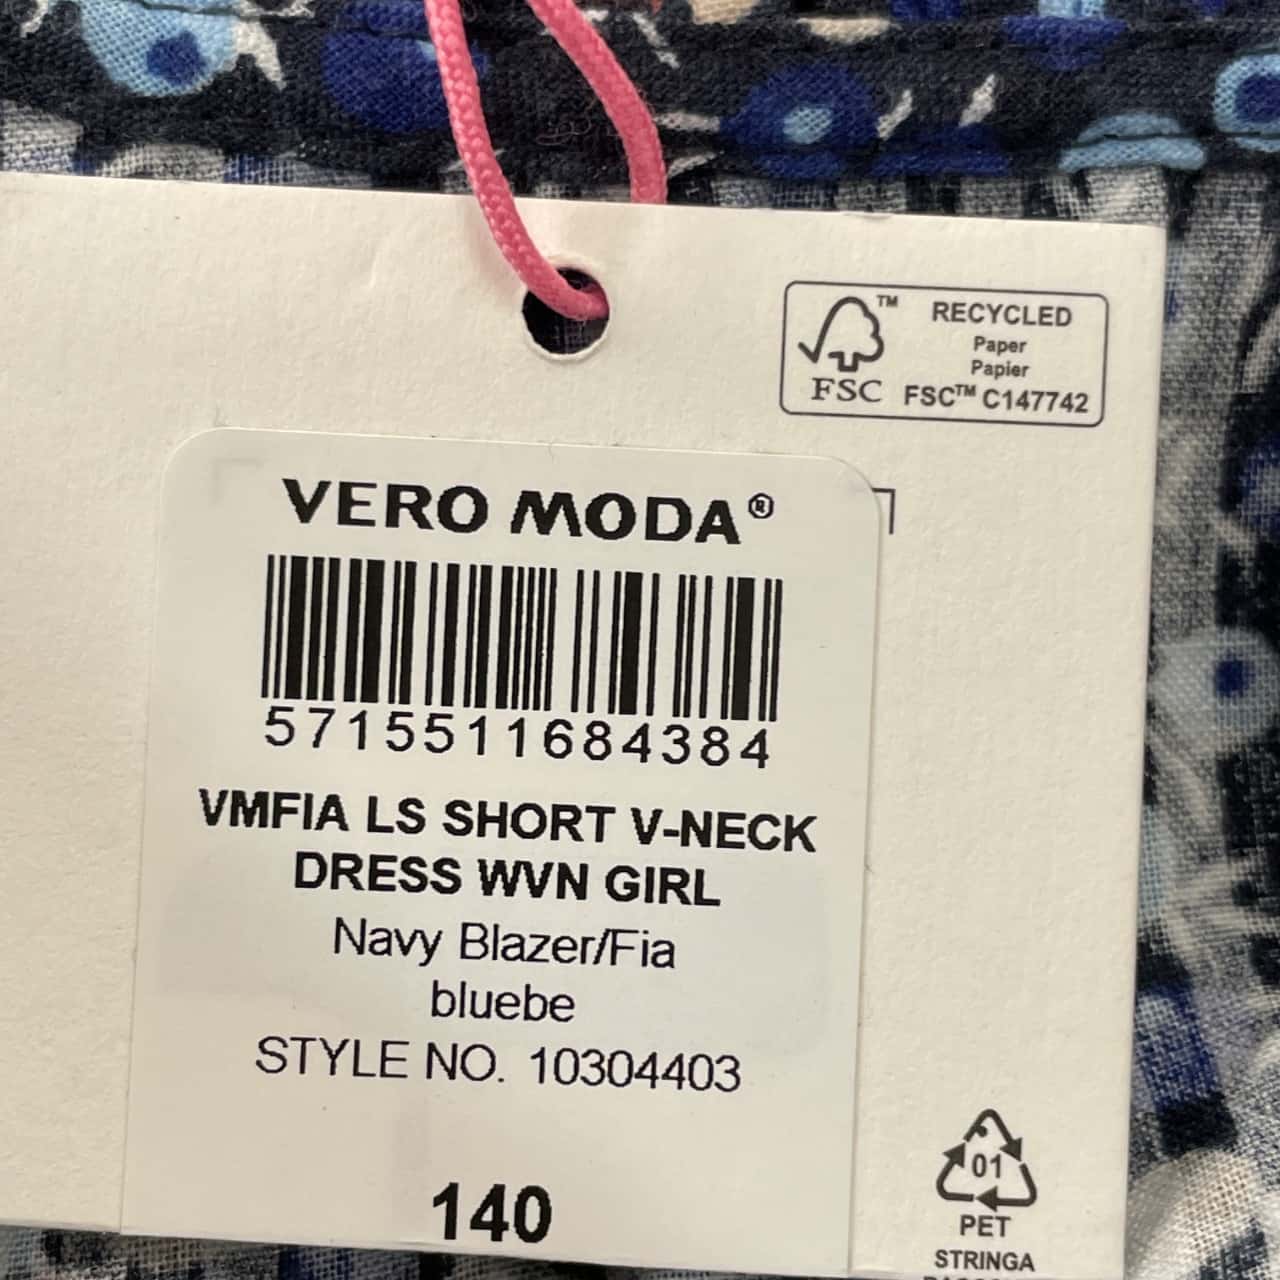 ™
RECYCLED
Paper
Papier
FSC
FSC™ C147742
VERO MODA®
5715511684384
VMFIA LS SHORT V-NECK
DRESS WVN GIRL
Navy Blazer/Fia
bluebe
STYLE NO. 10304403
140
01
PET
STRINGA